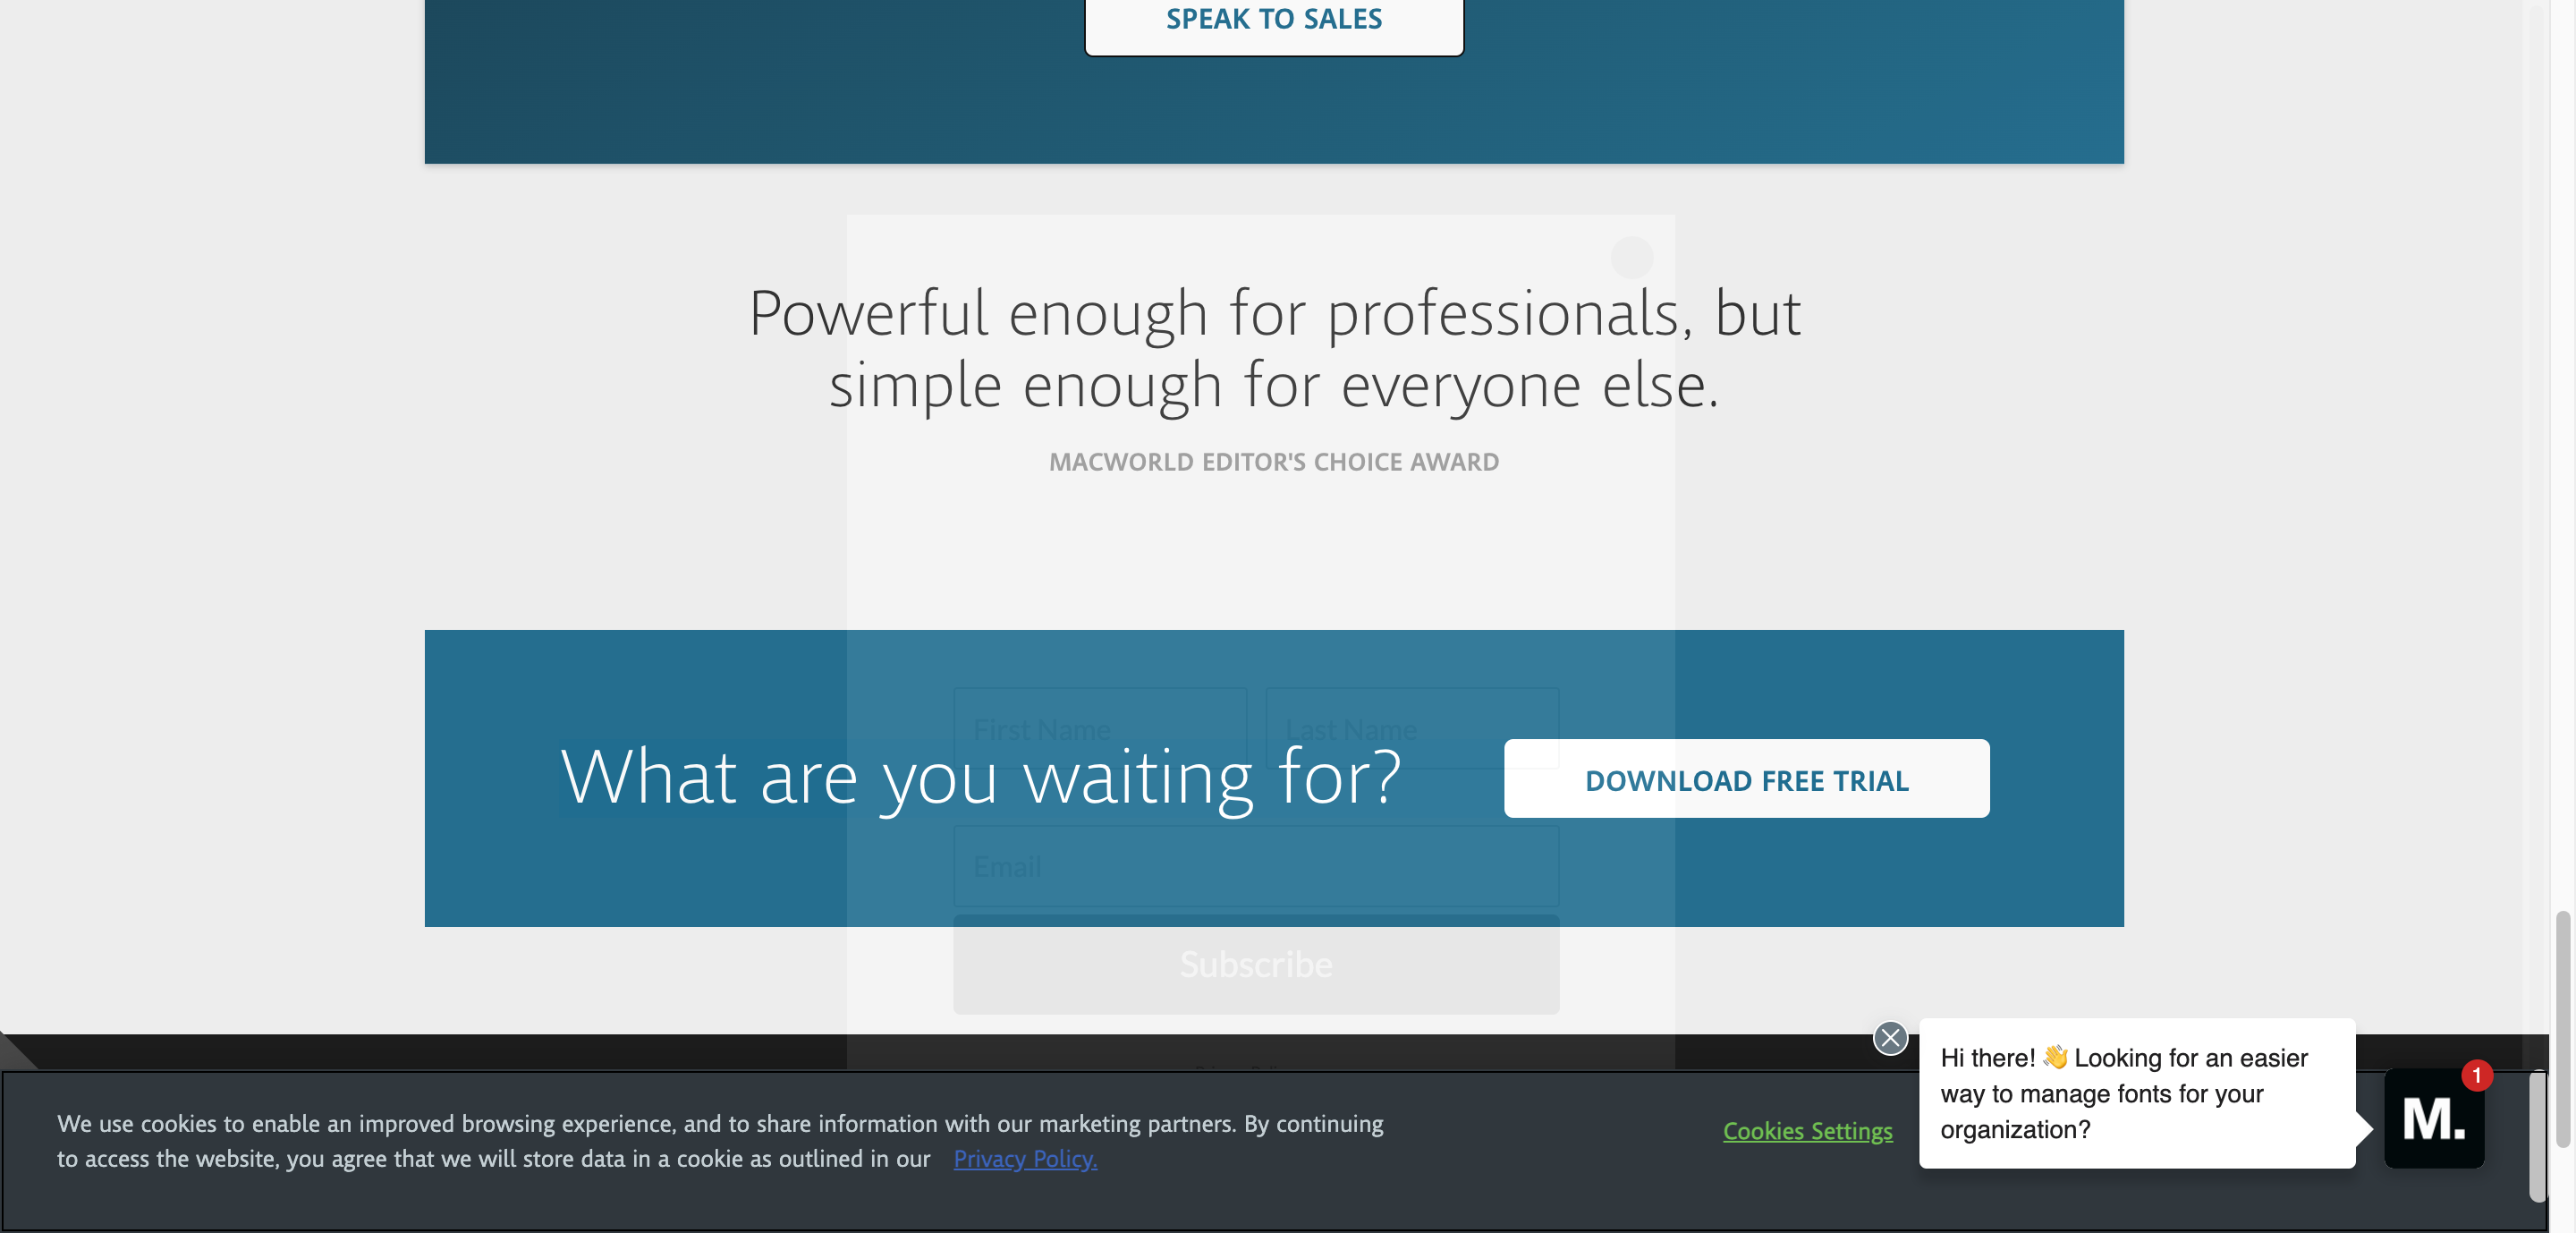 SPEAK TO SALES
Powerful enough for professionals, but
simple enough for everyone else.
MACWORLD EDITOR'S CHOICE AWARD
First Name
Last Name
What are you waiting for?
DOWNLOAD FREE TRIAL
Email
Subscribe
Hi there! 👋 Looking for an easier
way to manage fonts for your
organization?
M.
1
We use cookies to enable an improved browsing experience, and to share information with our marketing partners. By continuing
to access the website, you agree that we will store data in a cookie as outlined in our Privacy Policy.
Cookies Settings